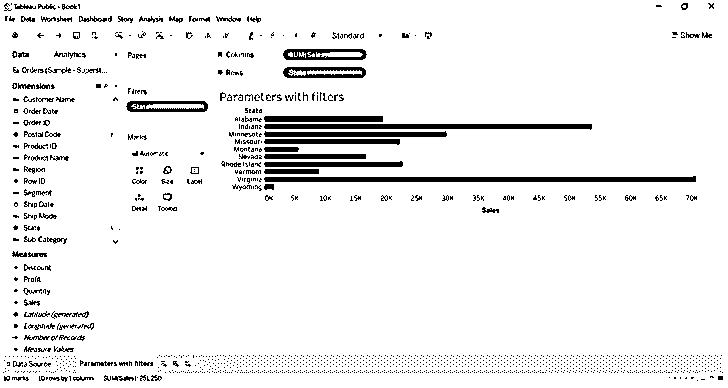 Tableau Public - Book1
File Data Worksheet Dashboard Story Analysis Map Format Window Help
Standard
Show Me
Data Analytics
Orders (Sample - Superst...
Dimensions
Customer Name
Order Date
Order ID
Postal Code
Product ID
Product Name
Region
Row ID
Segment
Ship Date
Ship Mode
State
Sub-Category
Measures
Discount
Profit
Quantity
Sales
Latitude (generated)
Longitude (generated)
Number of Records
Measure Values
Pages
Filters
State
Marks
Automatic
Color Size Label
Detail Tooltip
Columns
SUM(Sales)
Rows
State
Parameters with filters
State
Alabama
Indiana
Minnesota
Missouri
Montana
Nevada
Rhode Island
Vermont
Virginia
Wyoming
0K 5K 10K 15K 20K 25K 30K 35K 40K 45K 50K 55K 60K 65K 70K
Sales
Data Source Parameters with filters
10 marks 10 rows by 1 column SUM(Sales): 251,250